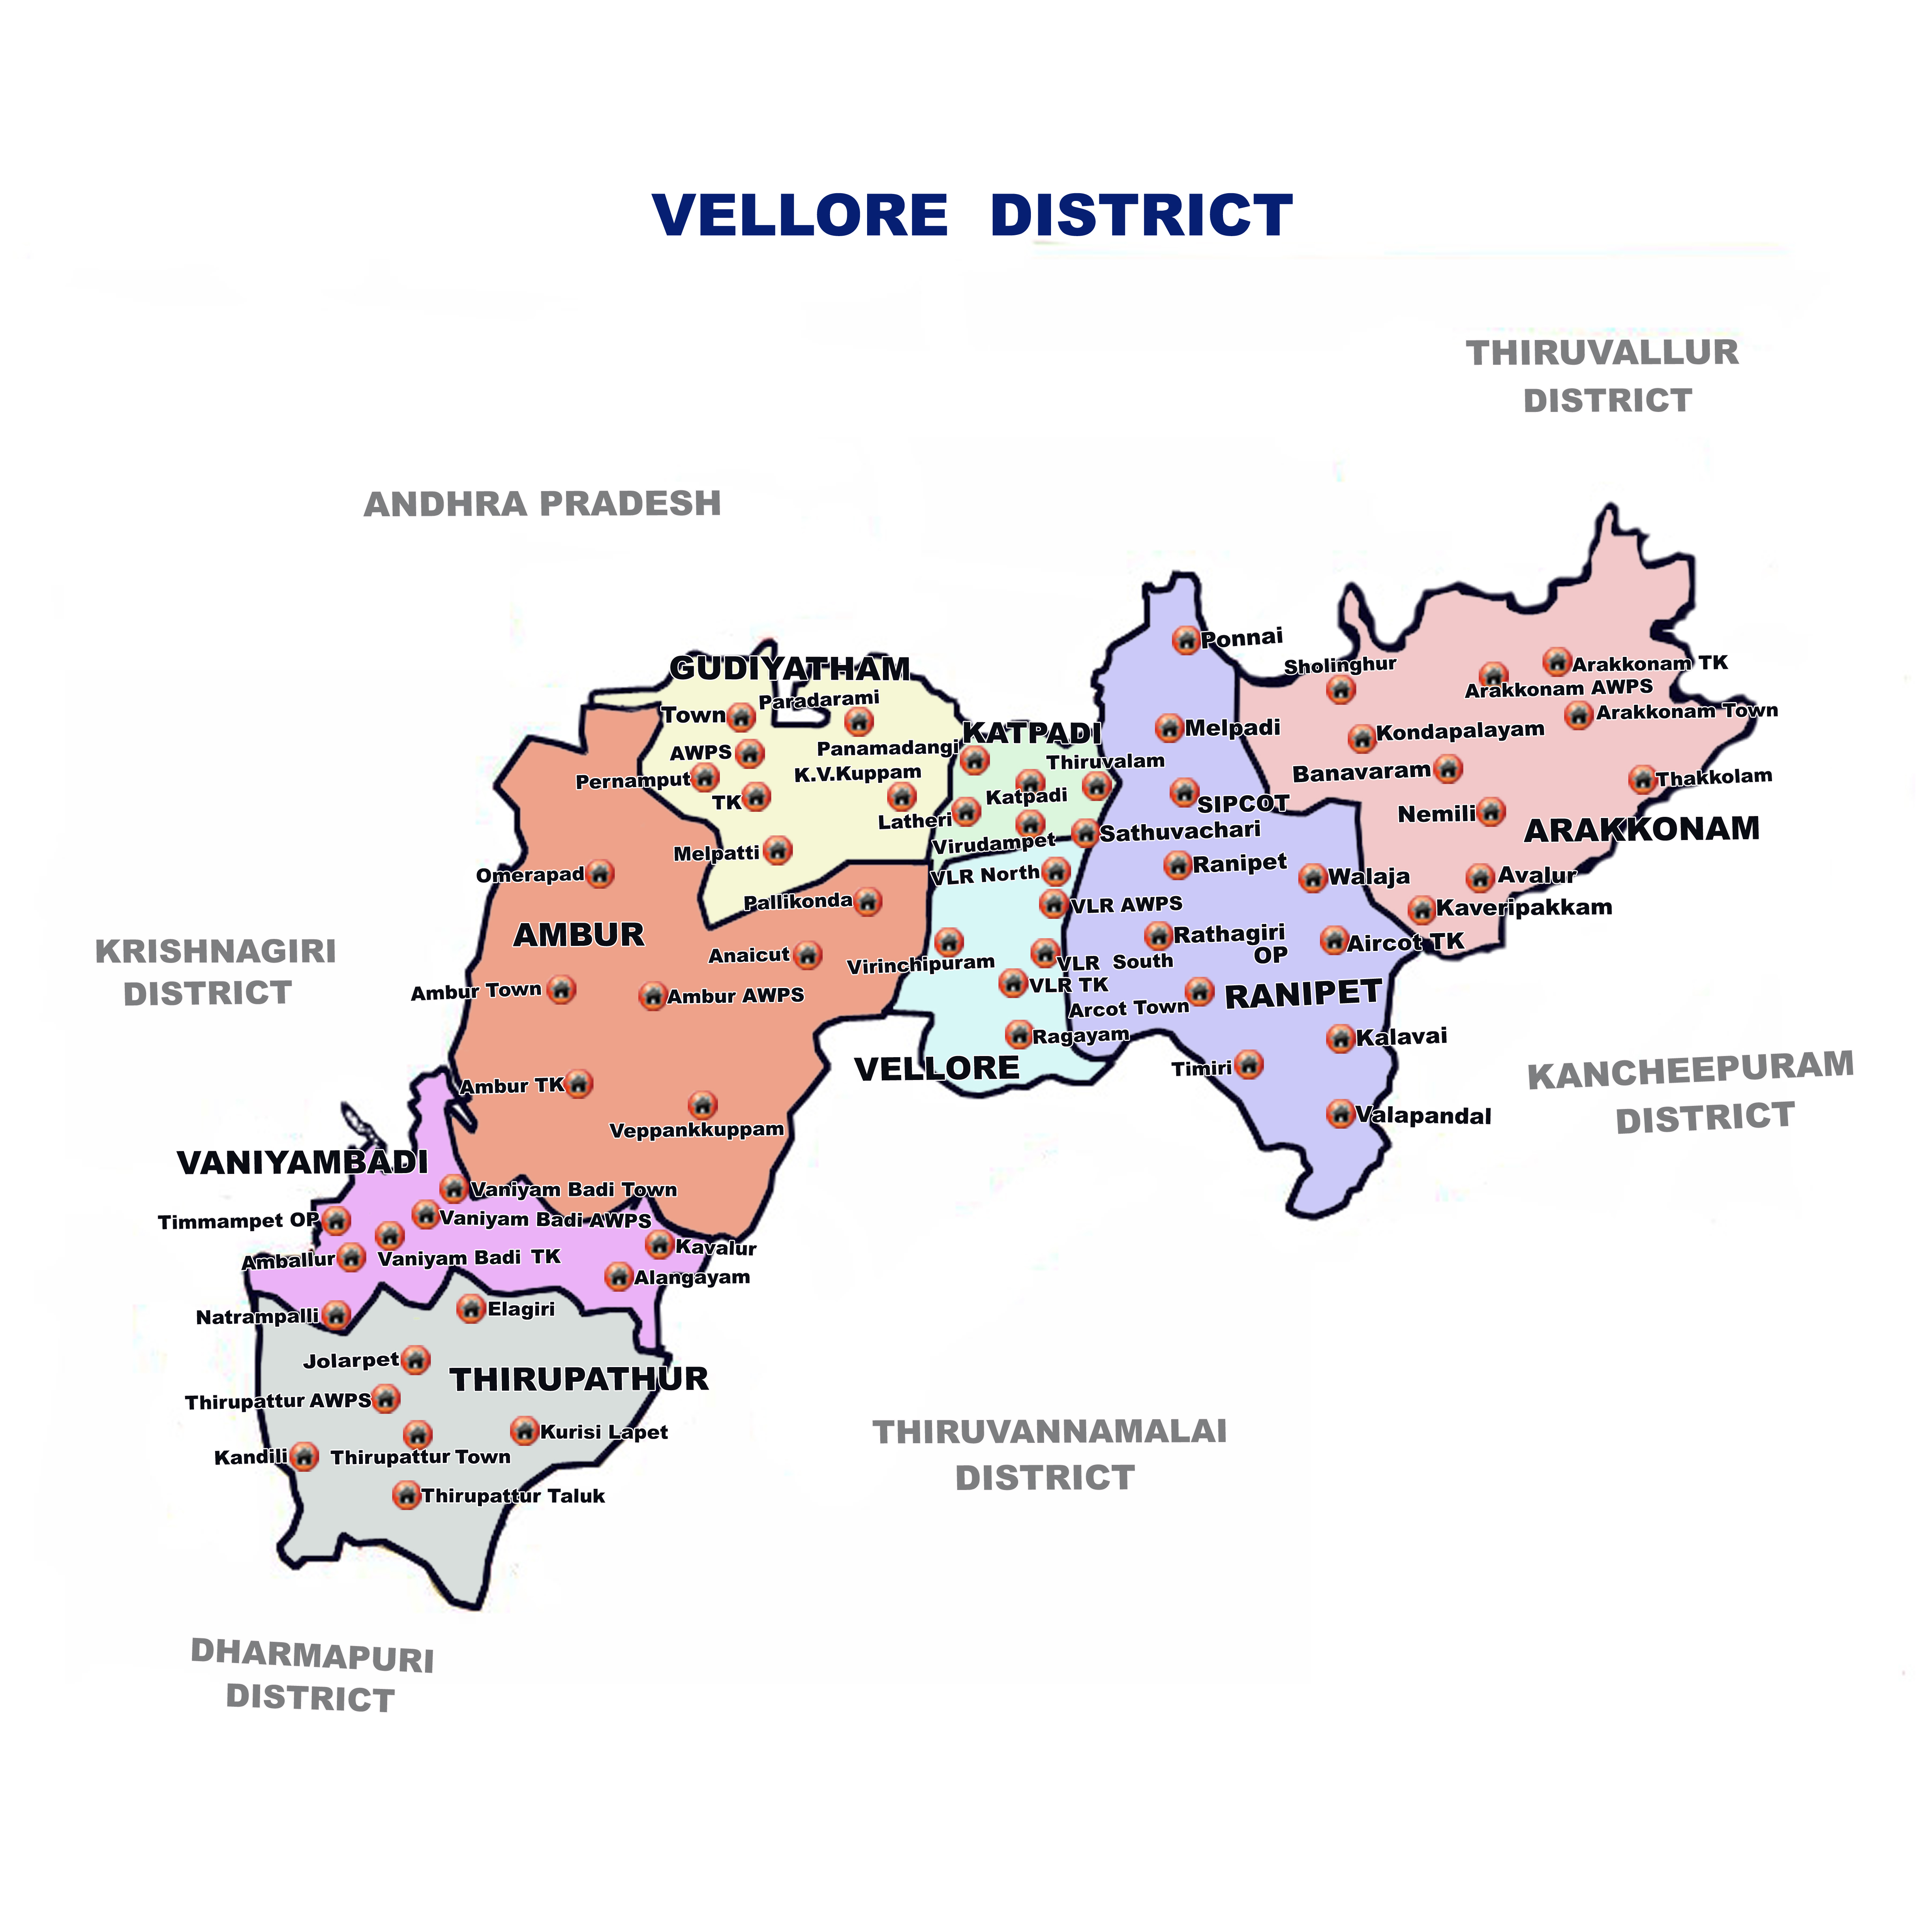 VELLORE DISTRICT
THIRUVALLUR
DISTRICT
ANDHRA PRADESH
GUDIYATHAM
Paradarami
Town
AWPS
Panamadangi
Pernamput
K.V.Kuppam
TK
Latheri
Melpatti
KATPADI
Thiruvalam
Katpadi
Virudampet
Sathuvachari
Ponnai
Melpadi
SIPCOT
Ranipet
Walaja
Sholinghur
Arakkonam TK
Arakkonam AWPS
Arakkonam Town
Kondapalayam
Banavaram
Thakkolam
Nemili
ARAKKONAM
Avalur
Kaveripakkam
Omerapad
Pallikonda
AMBUR
Anaicut
Ambur Town
Ambur AWPS
Ambur TK
Veppankkuppam
VLR North
VLR AWPS
Virinchipuram
VLR South
VLR TK
Ragayam
VELLORE
Rathagiri
OP
Aircot TK
Arcot Town
RANIPET
Kalavai
Timiri
Valapandal
KRISHNAGIRI
DISTRICT
KANCHEEPURAM
DISTRICT
VANIYAMBADI
Vaniyam Badi Town
Timmampet OP
Vaniyam Badi AWPS
Amballur
Vaniyam Badi TK
Kavalur
Alangayam
Natrampalli
Elagiri
Jolarpet
THIRUPATHUR
Thirupattur AWPS
Kurisi Lapet
Kandili
Thirupattur Town
Thirupattur Taluk
THIRUVANNAMALAI
DISTRICT
DHARMAPURI
DISTRICT